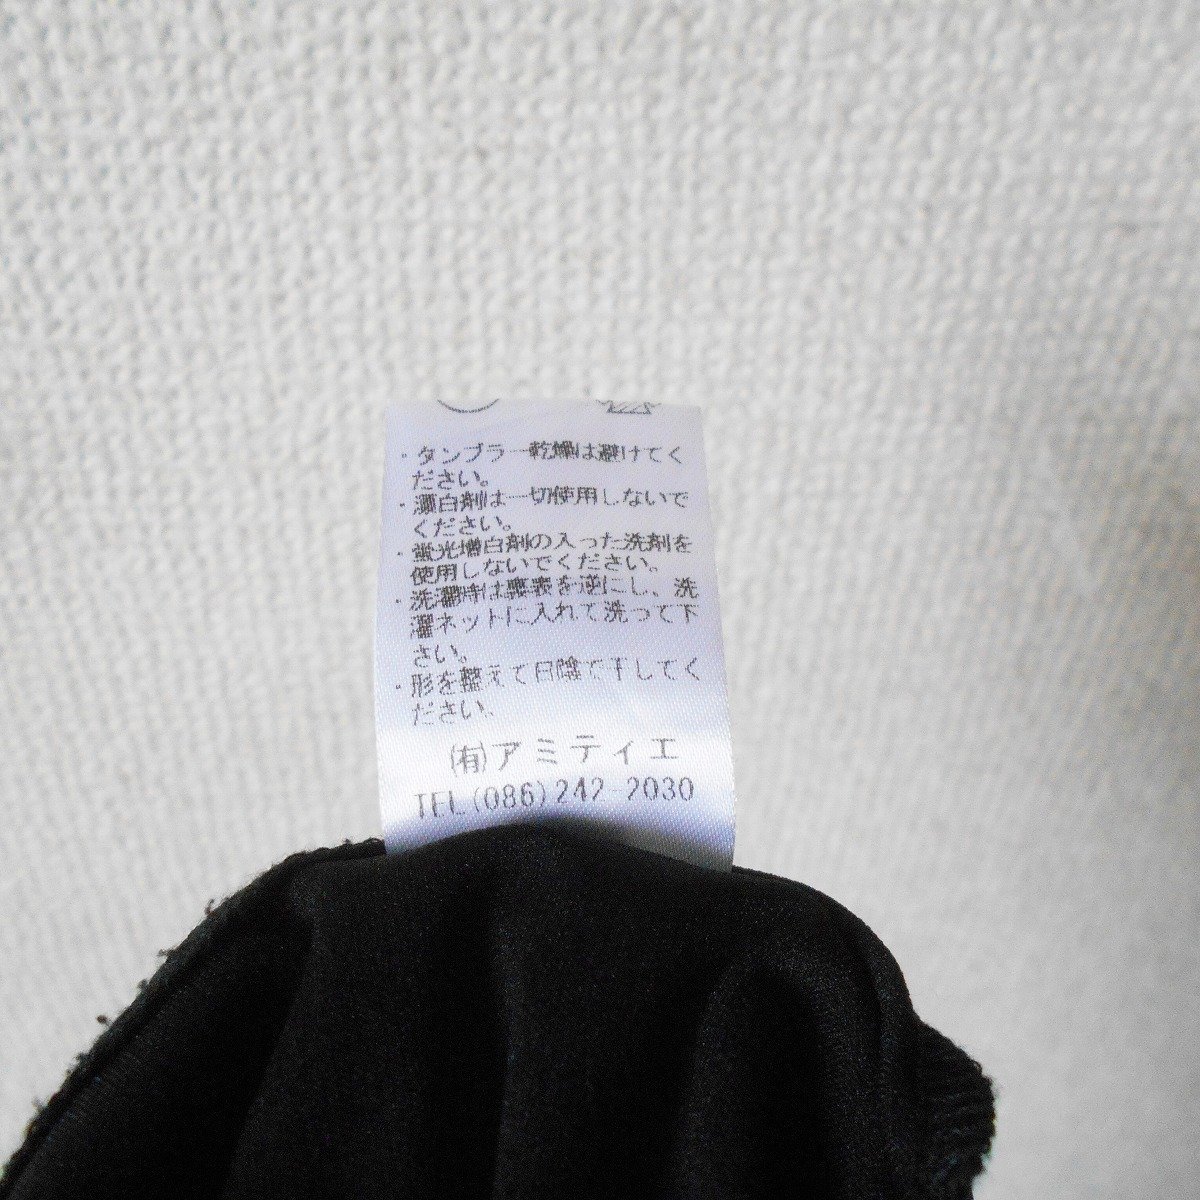 ・タンブラー乾燥は避けてく
ださい。
・漂白剤は一切使用しないで
ください。
・蛍光増白剤の入った洗剤を
使用しないでください。
・洗濯時は裏表を逆にし、洗
濯ネットに入れて洗って下
さい。
・形を整えて日陰で干してく
ださい。
(有)アミティエ
TEL(086)242-2030